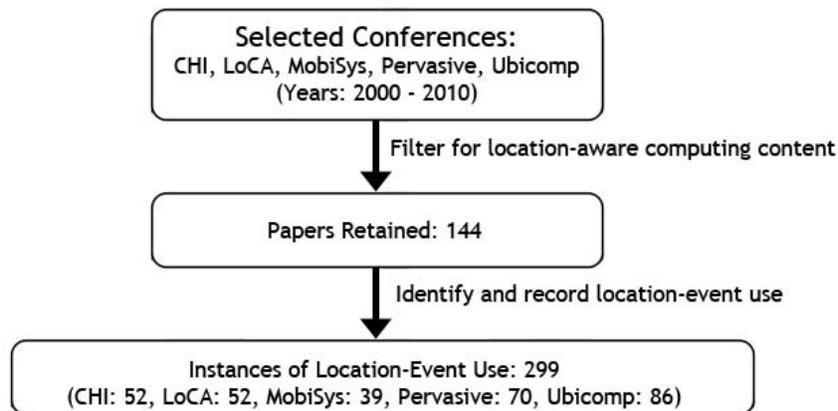 Selected Conferences:
CHI, LoCA, MobiSys, Pervasive, Ubicomp
(Years: 2000 - 2010)
Filter for location-aware computing content
Papers Retained: 144
Identify and record location-event use
Instances of Location-Event Use: 299
(CHI: 52, LoCA: 52, MobiSys: 39, Pervasive: 70, Ubicomp: 86)